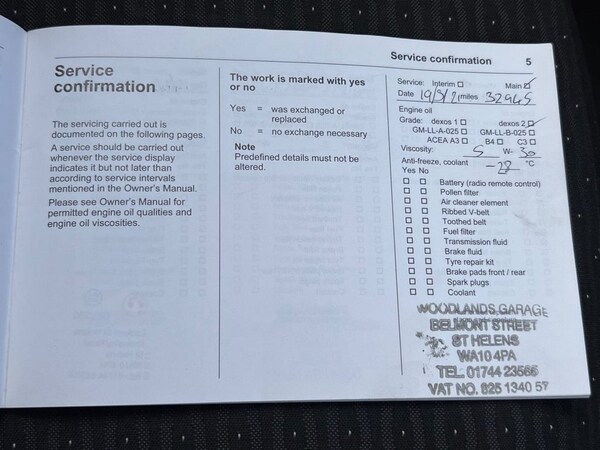 Service confirmation 5
Service
confirmation
The servicing carried out is
documented on the following pages.
A service should be carried out
whenever the service display
indicates it but not later than
according to service intervals
mentioned in the Owner's Manual.
Please see Owner's Manual for
permitted engine oil qualities and
engine oil viscosities.
The work is marked with yes
or no
Yes = was exchanged or
replaced
No = no exchange necessary
Note
Predefined details must not be
altered.
Service: Interim ☐ Main ☑
Date 19/3/ miles 32945
Engine oil
Grade: dexos 1 ☐ dexos 2 ☑
GM-LL-A-025 ☐ GM-LL-B-025 ☐
ACEA A3 ☐ B4 ☐ C3 ☐
Viscosity: 5 W- 30
Anti-freeze, coolant -28 °C
Yes No
☐ ☐ Battery (radio remote control)
☐ ☐ Pollen filter
☐ ☐ Air cleaner element
☐ ☐ Ribbed V-belt
☐ ☐ Toothed belt
☐ ☐ Fuel filter
☐ ☐ Transmission fluid
☐ ☐ Brake fluid
☐ ☐ Tyre repair kit
☐ ☐ Brake pads front / rear
☐ ☐ Spark plugs
☐ ☐ Coolant
WOODLANDS GARAGE
BELMONT STREET
ST HELENS
WA10 4PA
TEL: 01744 23566
VAT NO. 825 1340 57